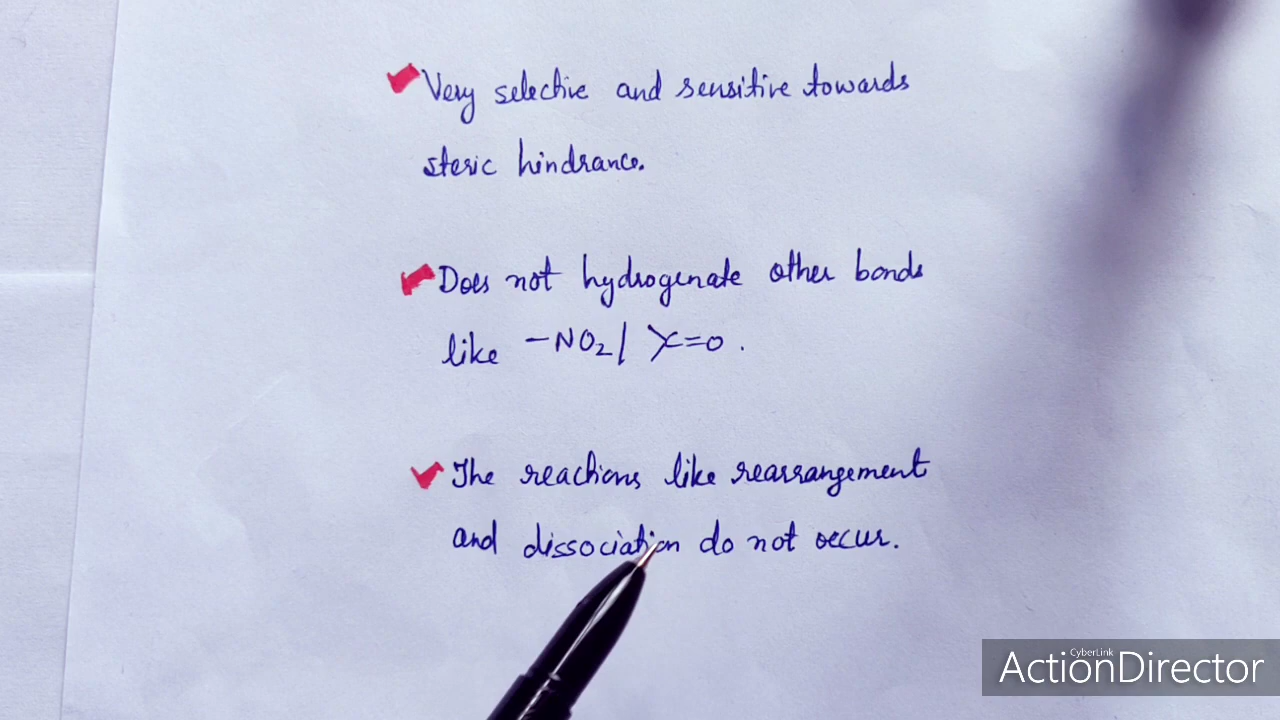 Very selective and sensitive towards
steric hindrance.
Does not hydrogenate other bonds
like -NO2/ >C=O .
The reactions like rearrangement
and dissociation do not occur.
CyberLink
ActionDirector